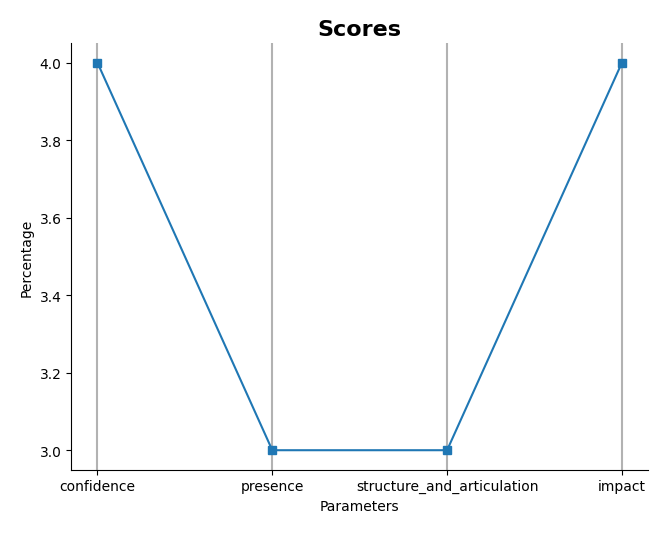 Scores
4.0
3.8
3.6
3.4
3.2
3.0
Percentage
confidence presence structure_and_articulation impact
Parameters